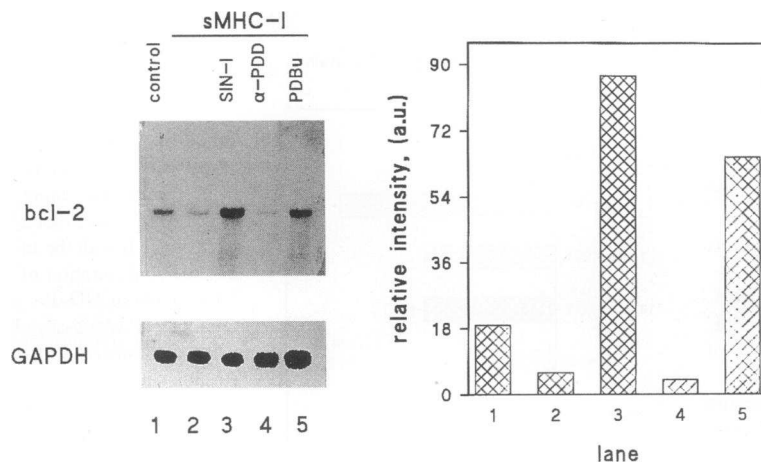 sMHC-I
control
SIN-I
α-PDD
PDBu
bcl-2
GAPDH
1 2 3 4 5
relative intensity, (a.u.)
90
72
54
36
18
0
1 2 3 4 5
lane